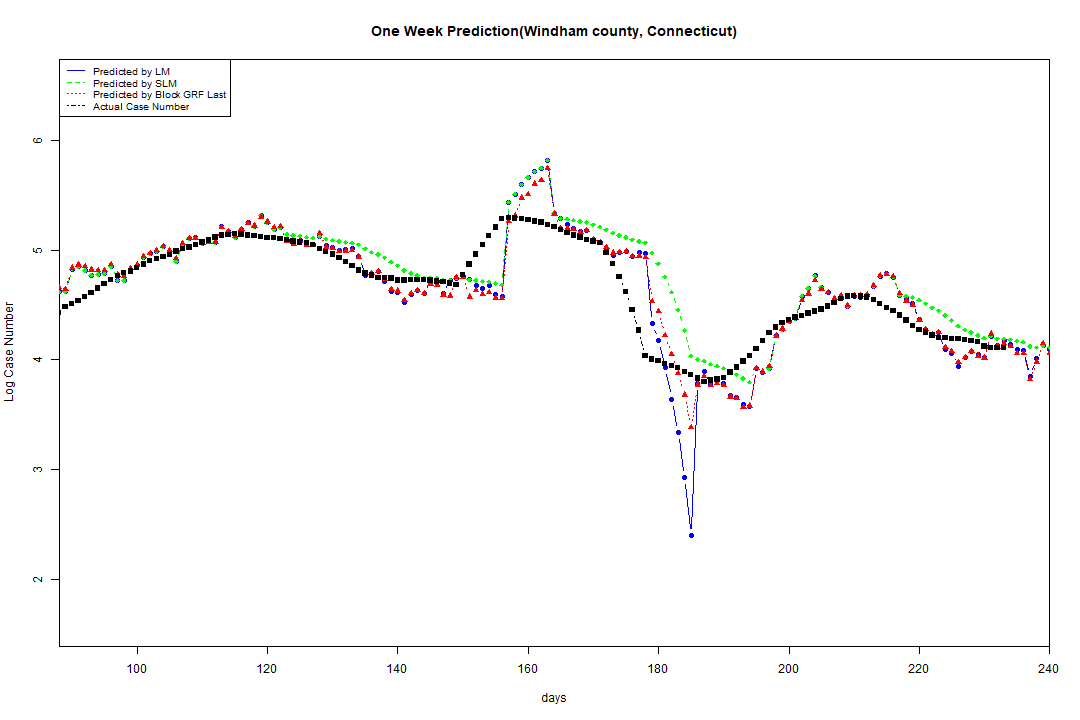 One Week Prediction(Windham county, Connecticut)
Predicted by LM
Predicted by SLM
Predicted by Block GRF Last
Actual Case Number
6
5
4
3
2
Log Case Number
100 120 140 160 180 200 220 240
days